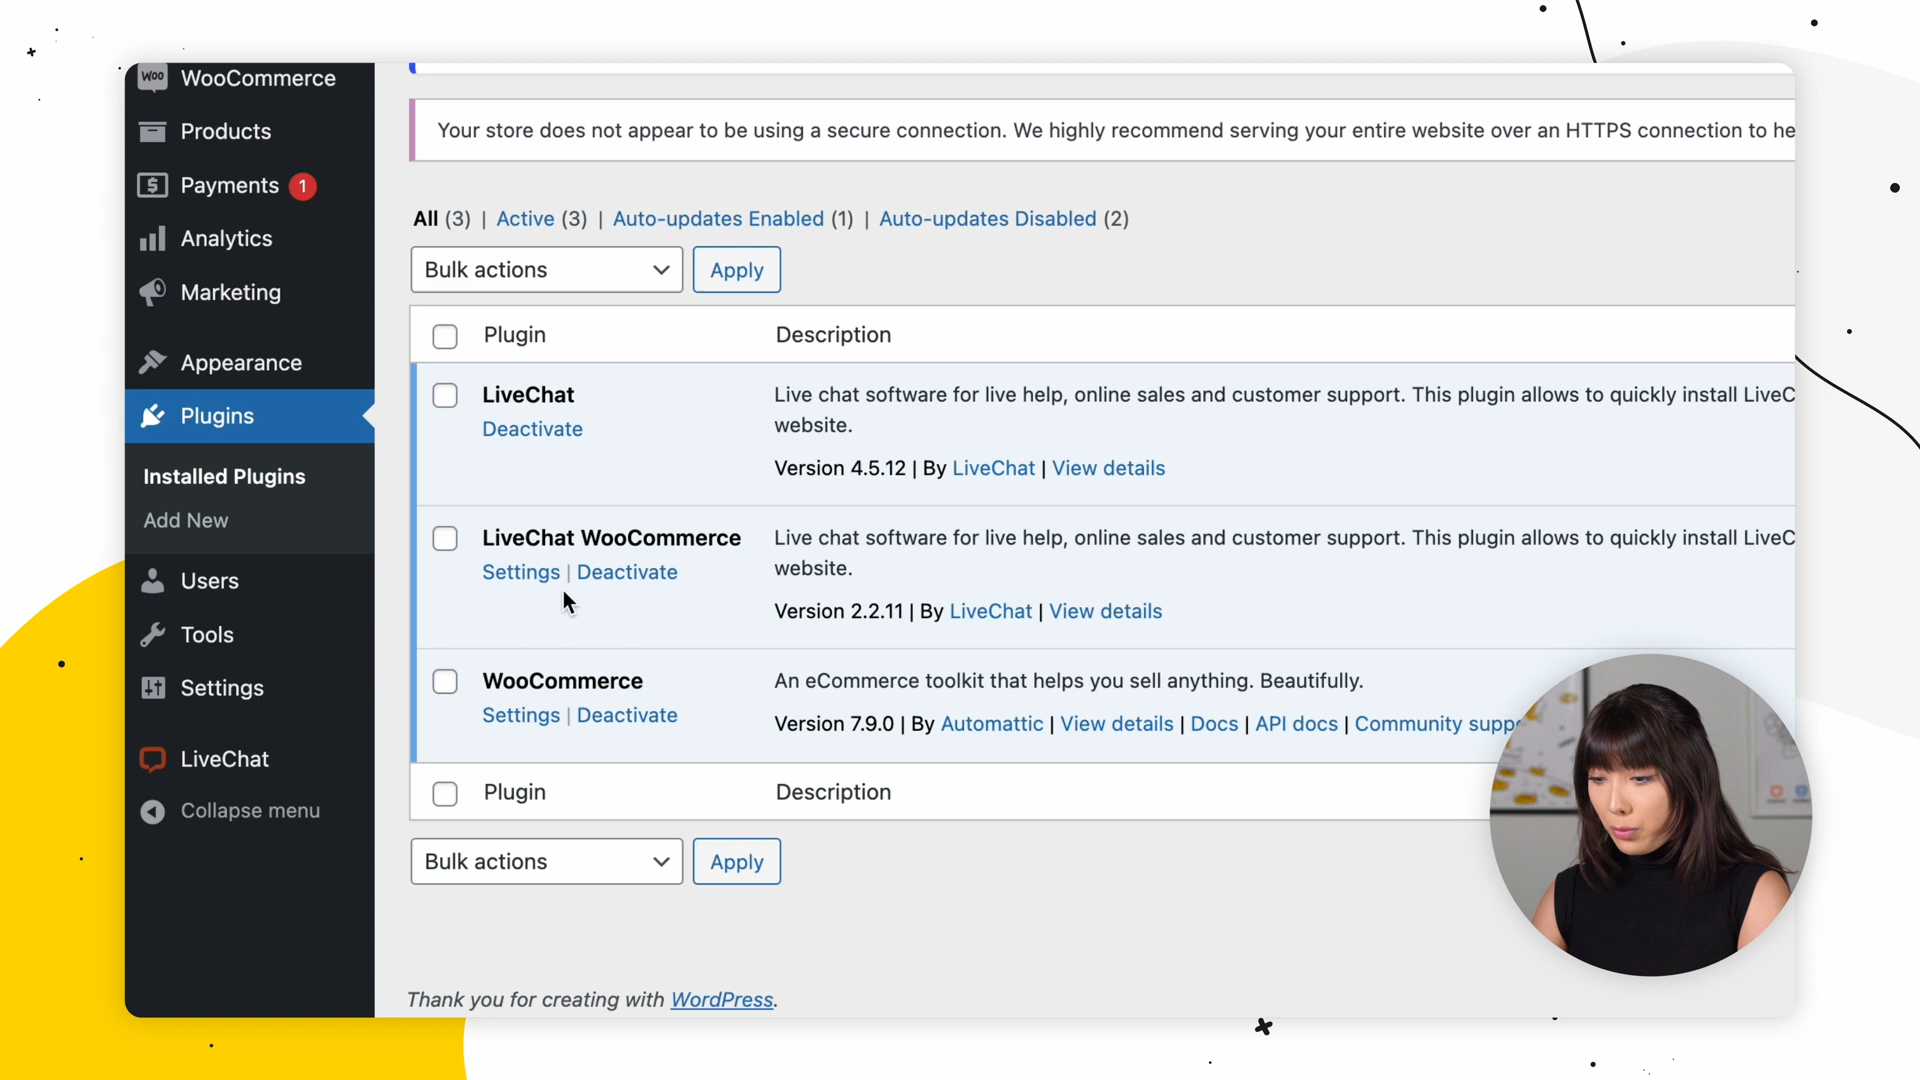 WOO WooCommerce
Products
Payments 1
Analytics
Marketing
Appearance
Plugins
Installed Plugins
Add New
Users
Tools
Settings
LiveChat
Collapse menu
Your store does not appear to be using a secure connection. We highly recommend serving your entire website over an HTTPS connection to he
All (3) | Active (3) | Auto-updates Enabled (1) | Auto-updates Disabled (2)
Bulk actions Apply
Plugin Description
LiveChat Live chat software for live help, online sales and customer support. This plugin allows to quickly install LiveC
Deactivate website.
Version 4.5.12 | By LiveChat | View details
LiveChat WooCommerce Live chat software for live help, online sales and customer support. This plugin allows to quickly install LiveC
Settings | Deactivate website.
Version 2.2.11 | By LiveChat | View details
WooCommerce An eCommerce toolkit that helps you sell anything. Beautifully.
Settings | Deactivate Version 7.9.0 | By Automattic | View details | Docs | API docs | Community suppo
Plugin Description
Bulk actions Apply
Thank you for creating with WordPress.